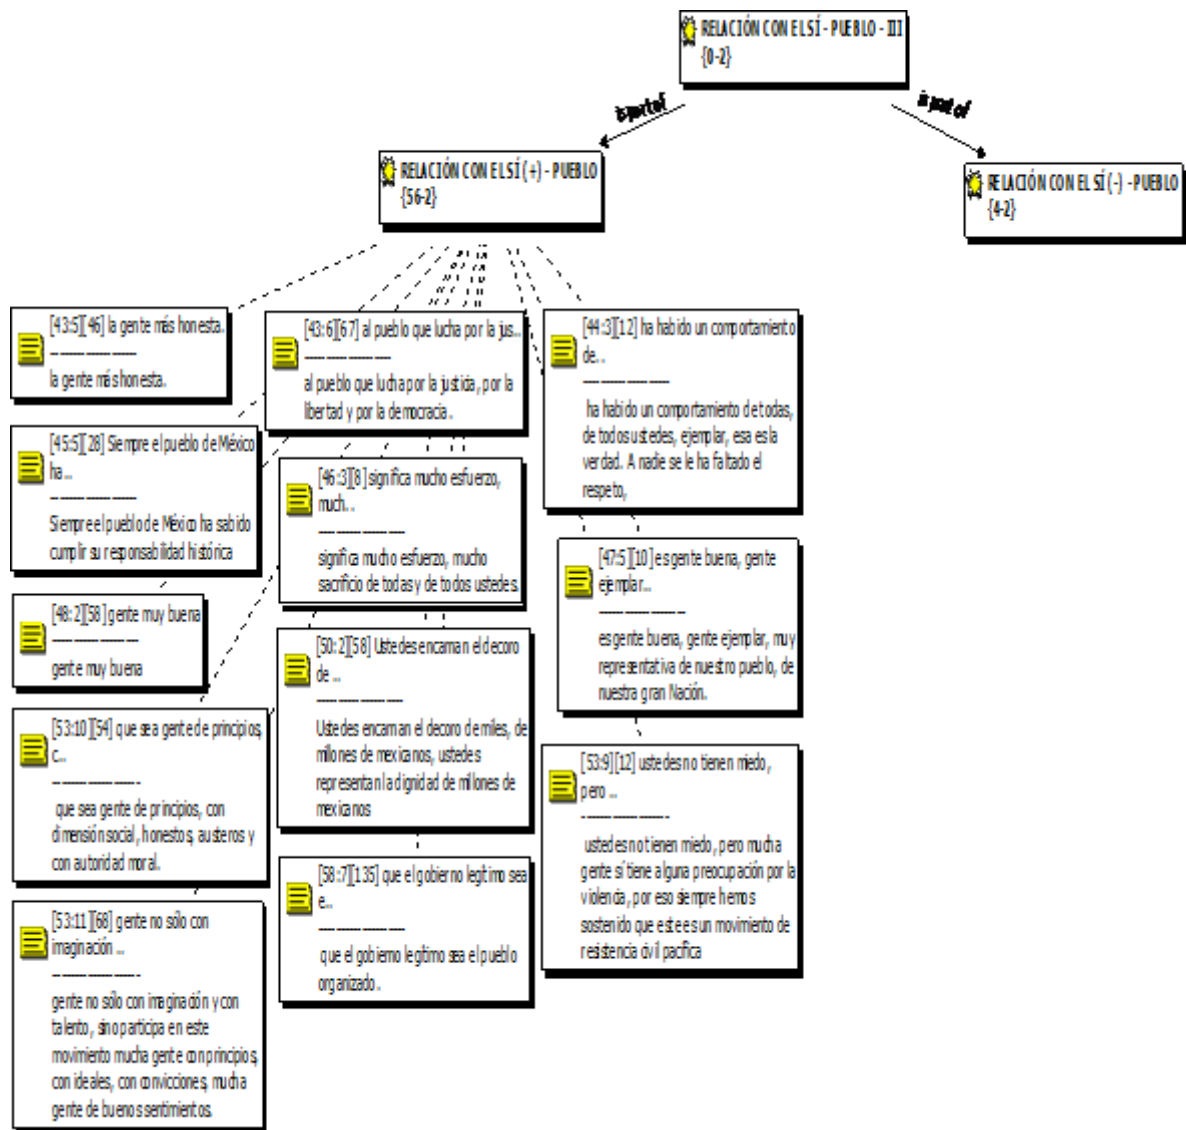 RELACIÓN CON EL SÍ - PUEBLO - III
{0-2}
is part of
is part of
RELACIÓN CON EL SÍ (+) - PUEBLO
{56-2}
RELACIÓN CON EL SÍ (-) - PUEBLO
{4-2}
[43:5][46] la gente más honesta.
--------------------
la gente más honesta.
[43:6][67] al pueblo que lucha por la jus...
--------------------
al pueblo que lucha por la justicia, por la
libertad y por la democracia.
[44:3][12] ha habido un comportamiento
de...
--------------------
ha habido un comportamiento de todas,
de todos ustedes, ejemplar, esa es la
verdad. A nadie se le ha faltado el
respeto,
[45:5][28] Siempre el pueblo de México
ha...
--------------------
Siempre el pueblo de México ha sabido
cumplir su responsabilidad histórica
[46:3][8] significa mucho esfuerzo,
much...
--------------------
significa mucho esfuerzo, mucho
sacrificio de todas y de todos ustedes.
[47:5][10] es gente buena, gente
ejemplar...
--------------------
es gente buena, gente ejemplar, muy
representativa de nuestro pueblo, de
nuestra gran Nación.
[48:2][58] gente muy buena
--------------------
gente muy buena
[50:2][58] Ustedes encarnan el decoro
de ...
--------------------
Ustedes encarnan el decoro de miles, de
millones de mexicanos, ustedes
representan la dignidad de millones de
mexicanos
[53:10][54] que sea gente de principios,
c...
--------------------
que sea gente de principios, con
dimensión social, honestos, austeros y
con autoridad moral.
[53:9][12] ustedes no tienen miedo,
pero ...
--------------------
ustedes no tienen miedo, pero mucha
gente sí tiene alguna preocupación por la
violencia, por eso siempre hemos
sostenido que este es un movimiento de
resistencia civil pacífica
[58:7][135] que el gobierno legítimo sea
e...
--------------------
que el gobierno legítimo sea el pueblo
organizado.
[53:11][68] gente no sólo con
imaginación ...
--------------------
gente no sólo con imaginación y con
talento, sino participa en este
movimiento mucha gente con principios,
con ideales, con convicciones, mucha
gente de buenos sentimientos.